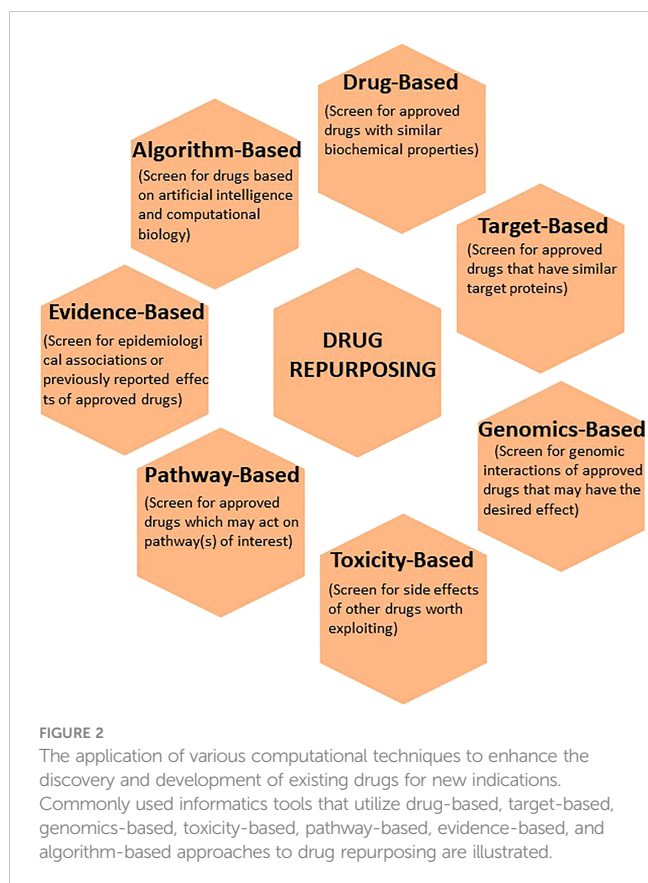 Drug-Based
(Screen for approved
drugs with similar
biochemical properties)
Target-Based
(Screen for approved
drugs that have similar
target proteins)
Genomics-Based
(Screen for genomic
interactions of approved
drugs that may have the
desired effect)
Toxicity-Based
(Screen for side effects
of other drugs worth
exploiting)
Pathway-Based
(Screen for approved
drugs which may act on
pathway(s) of interest)
Evidence-Based
(Screen for epidemiologi
cal associations or
previously reported effec
ts of approved drugs)
Algorithm-Based
(Screen for drugs based
on artificial intelligence
and computational
biology)
DRUG
REPURPOSING
FIGURE 2
The application of various computational techniques to enhance the
discovery and development of existing drugs for new indications.
Commonly used informatics tools that utilize drug-based, target-based,
genomics-based, toxicity-based, pathway-based, evidence-based, and
algorithm-based approaches to drug repurposing are illustrated.